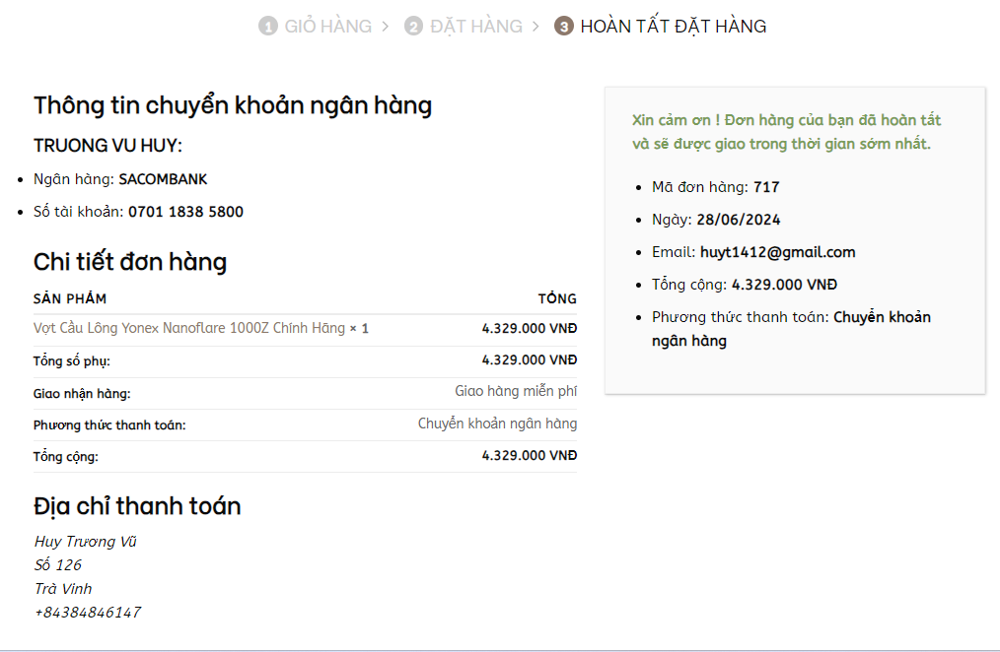 1 GIỎ HÀNG > 2 ĐẶT HÀNG > 3 HOÀN TẤT ĐẶT HÀNG
Thông tin chuyển khoản ngân hàng
TRUONG VU HUY:
• Ngân hàng: SACOMBANK
• Số tài khoản: 0701 1838 5800
Chi tiết đơn hàng
SẢN PHẨM TỔNG
Vợt Cầu Lông Yonex Nanoflare 1000Z Chính Hãng × 1 4.329.000 VNĐ
Tổng số phụ: 4.329.000 VNĐ
Giao nhận hàng: Giao hàng miễn phí
Phương thức thanh toán: Chuyển khoản ngân hàng
Tổng cộng: 4.329.000 VNĐ
Địa chỉ thanh toán
Huy Trương Vũ
Số 126
Trà Vinh
+84384846147
Xin cảm ơn ! Đơn hàng của bạn đã hoàn tất
và sẽ được giao trong thời gian sớm nhất.
• Mã đơn hàng: 717
• Ngày: 28/06/2024
• Email: huyt1412@gmail.com
• Tổng cộng: 4.329.000 VNĐ
• Phương thức thanh toán: Chuyển khoản
ngân hàng